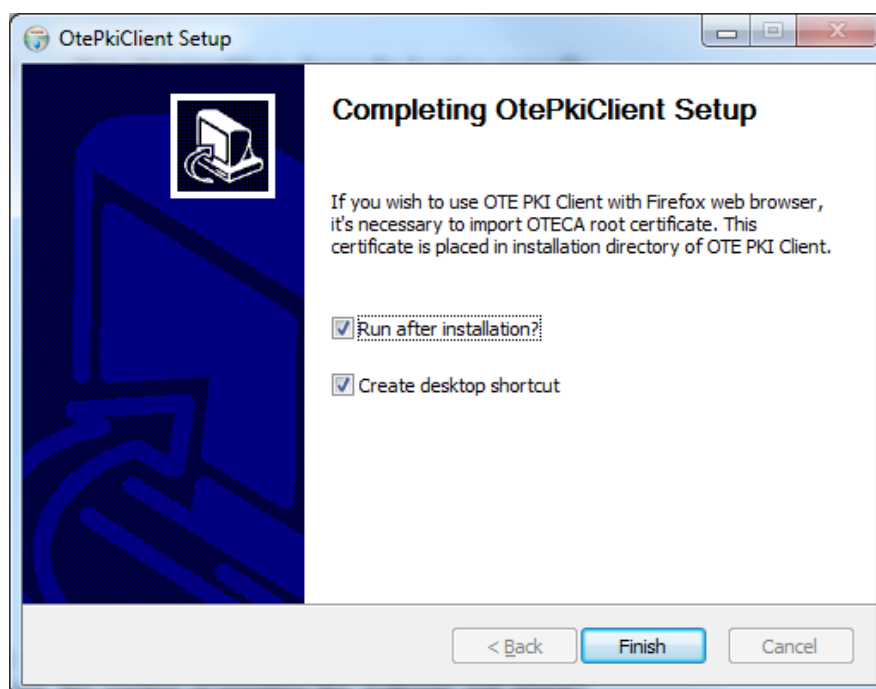 OtePkiClient Setup
Completing OtePkiClient Setup
If you wish to use OTE PKI Client with Firefox web browser,
it's necessary to import OTECA root certificate. This
certificate is placed in installation directory of OTE PKI Client.
Run after installation?
Create desktop shortcut
< Back
Finish
Cancel